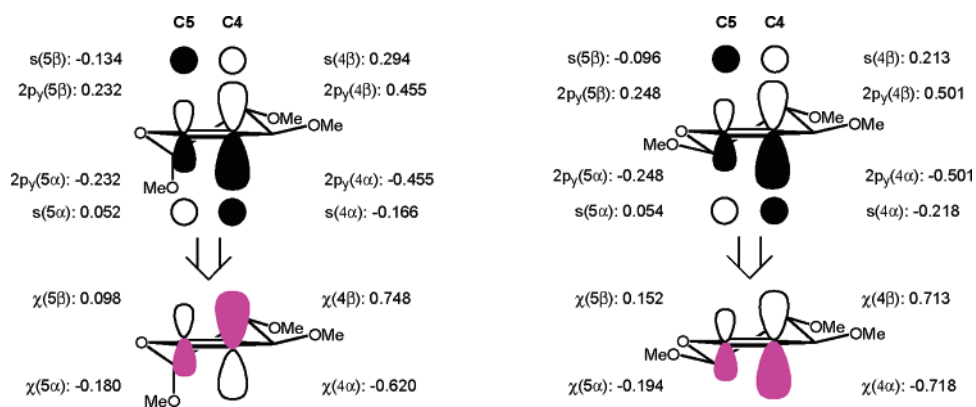 C5 C4
s(5β): -0.134 s(4β): 0.294
2py(5β): 0.232 2py(4β): 0.455
O OMe OMe
MeO
2py(5α): -0.232 2py(4α): -0.455
s(5α): 0.052 s(4α): -0.166
χ(5β): 0.098 χ(4β): 0.748
O OMe OMe
χ(5α): -0.180 χ(4α): -0.620
MeO
C5 C4
s(5β): -0.096 s(4β): 0.213
2py(5β): 0.248 2py(4β): 0.501
O OMe OMe
MeO
2py(5α): -0.248 2py(4α): -0.501
s(5α): 0.054 s(4α): -0.218
χ(5β): 0.152 χ(4β): 0.713
O OMe OMe
MeO
χ(5α): -0.194 χ(4α): -0.718